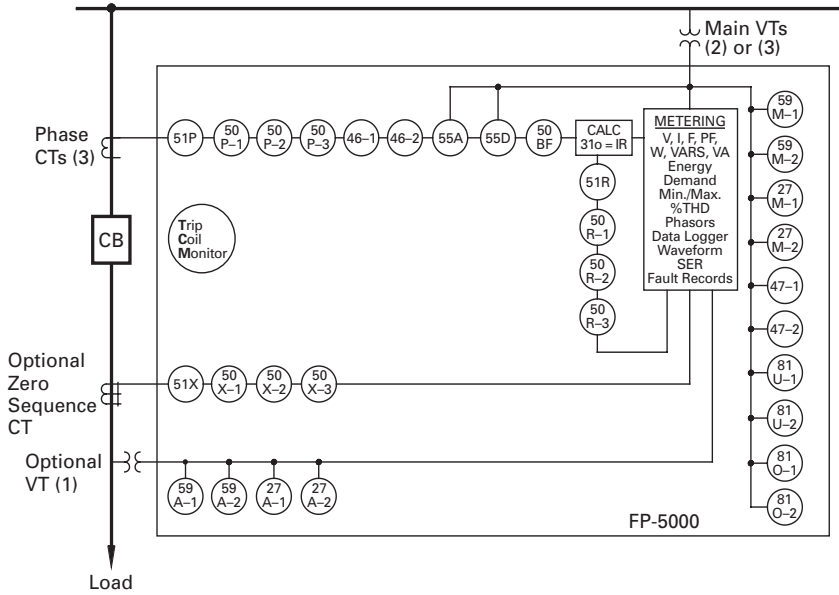 Main VTs
(2) or (3)
Phase
CTs (3)
51P
50
P–1
50
P–2
50
P–3
46–1
46–2
55A
55D
50
BF
CALC
31o = IR
METERING
V, I, F, PF,
W, VARS, VA
Energy
Demand
Min./Max.
%THD
Phasors
Data Logger
Waveform
SER
Fault Records
59
M–1
59
M–2
27
M–1
27
M–2
47–1
47–2
81
U–1
81
U–2
81
O–1
81
O–2
51R
50
R–1
50
R–2
50
R–3
CB
Trip
Coil
Monitor
Optional
Zero
Sequence
CT
51X
50
X–1
50
X–2
50
X–3
Optional
VT (1)
59
A–1
59
A–2
27
A–1
27
A–2
FP-5000
Load